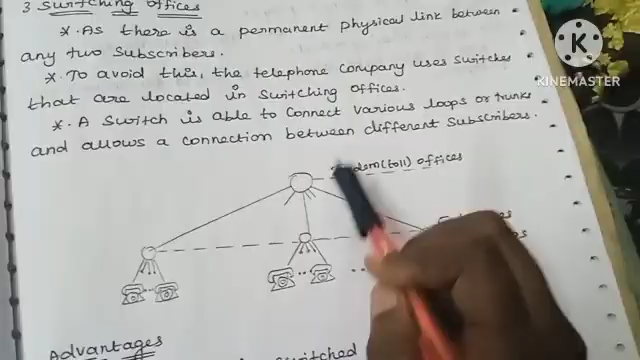 3 Switching offices
*. As there is a permanent physical link between
any two Subscribers.
*. To avoid this, the telephone company uses switches
that are located in switching offices.
*. A switch is able to connect various loops or trunks
and allows a connection between different subscribers.
(toll) offices
Advantages
Switched
KINEMASTER